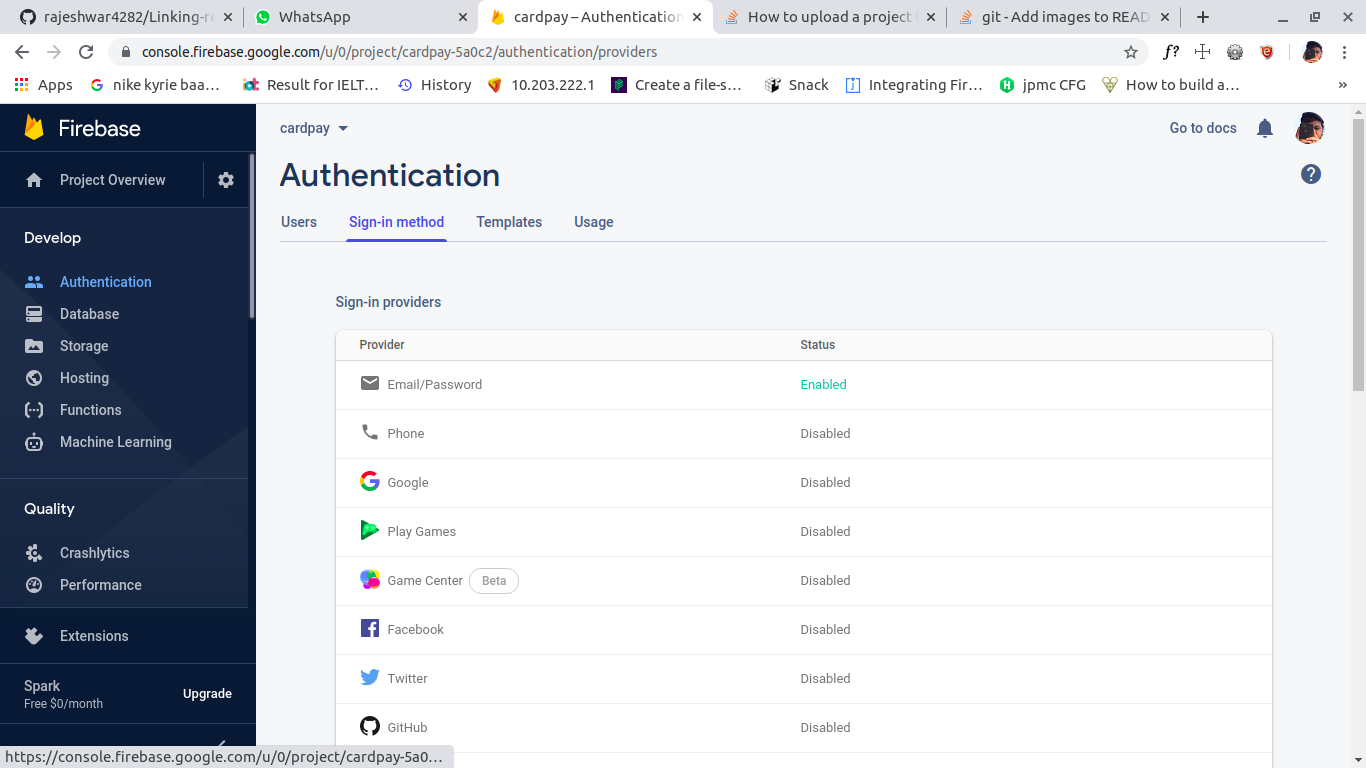 rajeshwar4282/Linking-re
WhatsApp
cardpay – Authentication
How to upload a project
git - Add images to READ
console.firebase.google.com/u/0/project/cardpay-5a0c2/authentication/providers
f?
Apps
nike kyrie baa…
Result for IELT…
History
10.203.222.1
Create a file-s…
Snack
Integrating Fir…
jpmc CFG
How to build a…
»
Firebase
cardpay
Go to docs
Authentication
Project Overview
?
Users
Sign-in method
Templates
Usage
Develop
Authentication
Database
Storage
Hosting
Functions
Machine Learning
Quality
Crashlytics
Performance
Extensions
Spark
Free $0/month
Upgrade
Sign-in providers
Provider Status
Email/Password Enabled
Phone Disabled
Google Disabled
Play Games Disabled
Game Center Beta Disabled
Facebook Disabled
Twitter Disabled
GitHub Disabled
https://console.firebase.google.com/u/0/project/cardpay-5a0…